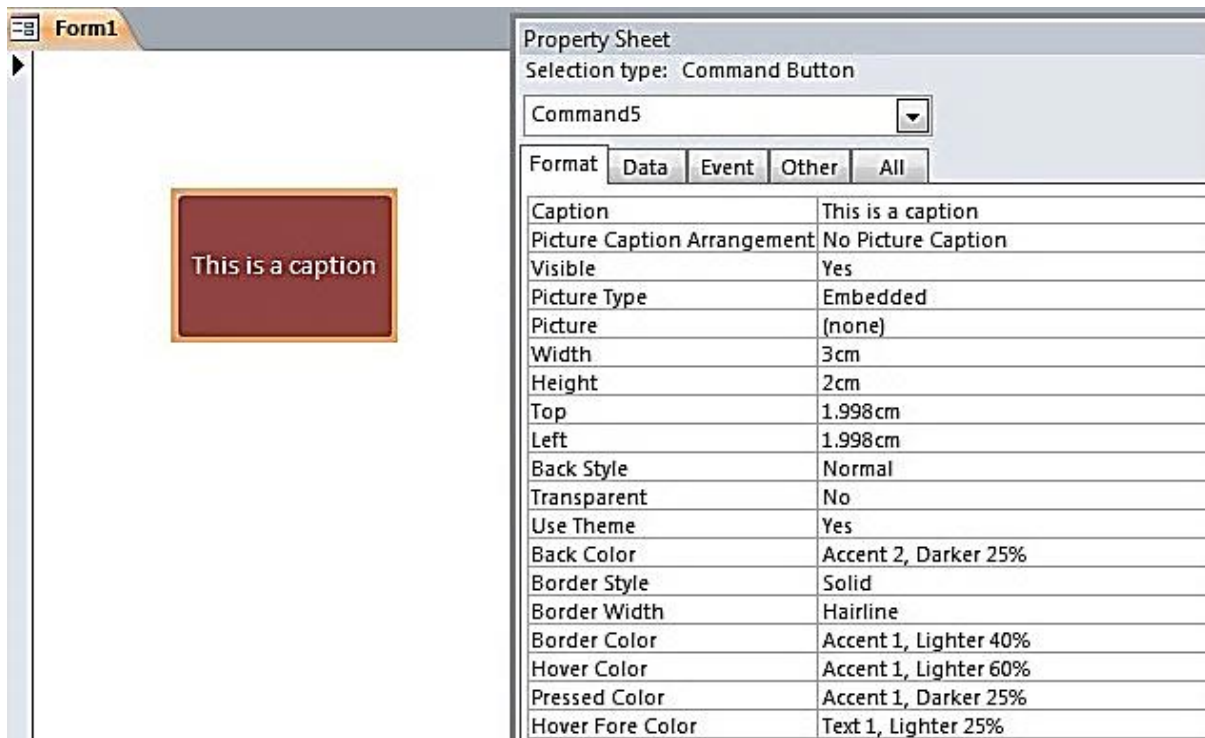 Form1
This is a caption
Property Sheet
Selection type: Command Button
Command5
Format Data Event Other All
Caption This is a caption
Picture Caption Arrangement No Picture Caption
Visible Yes
Picture Type Embedded
Picture (none)
Width 3cm
Height 2cm
Top 1.998cm
Left 1.998cm
Back Style Normal
Transparent No
Use Theme Yes
Back Color Accent 2, Darker 25%
Border Style Solid
Border Width Hairline
Border Color Accent 1, Lighter 40%
Hover Color Accent 1, Lighter 60%
Pressed Color Accent 1, Darker 25%
Hover Fore Color Text 1, Lighter 25%